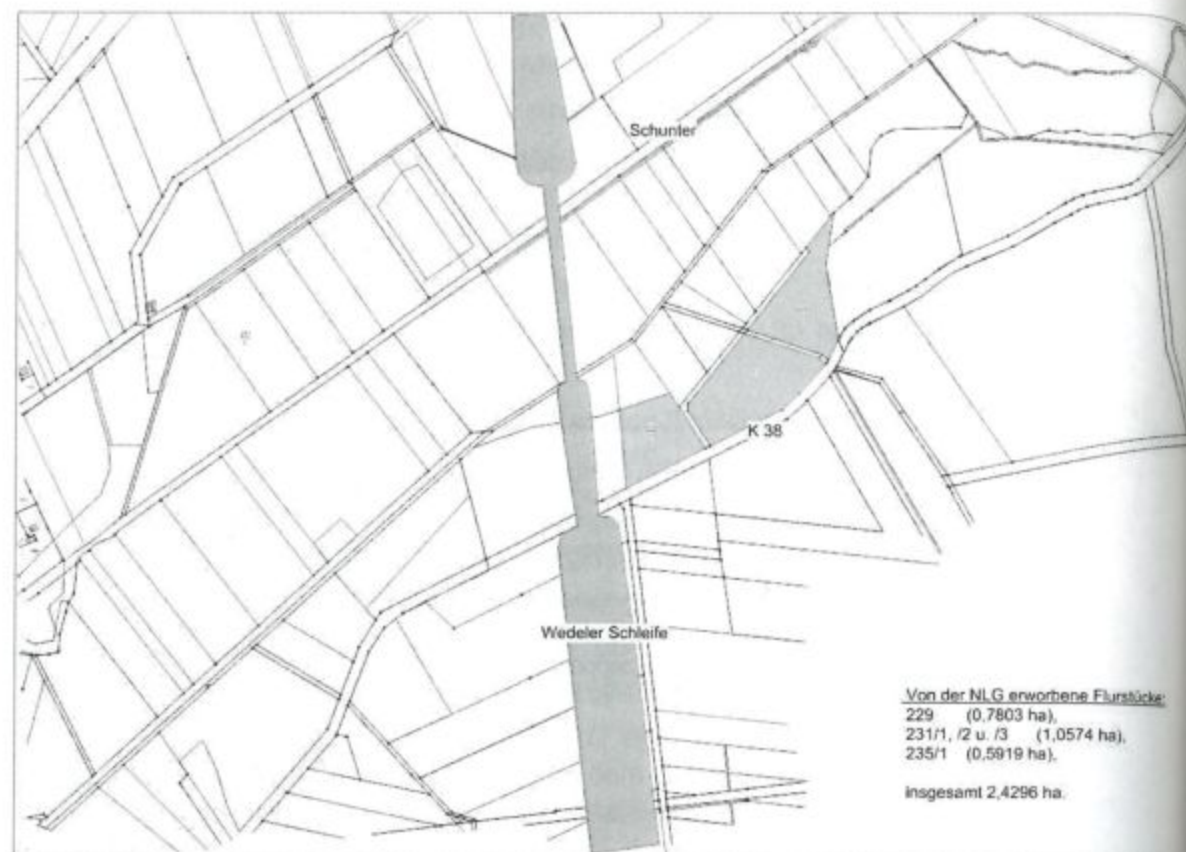 Schunter
K 38
Wedeler Schleife
Von der NLG erworbene Flurstücke:
229 (0,7803 ha),
231/1, /2 u. /3 (1,0574 ha),
235/1 (0,5919 ha),
insgesamt 2,4296 ha.